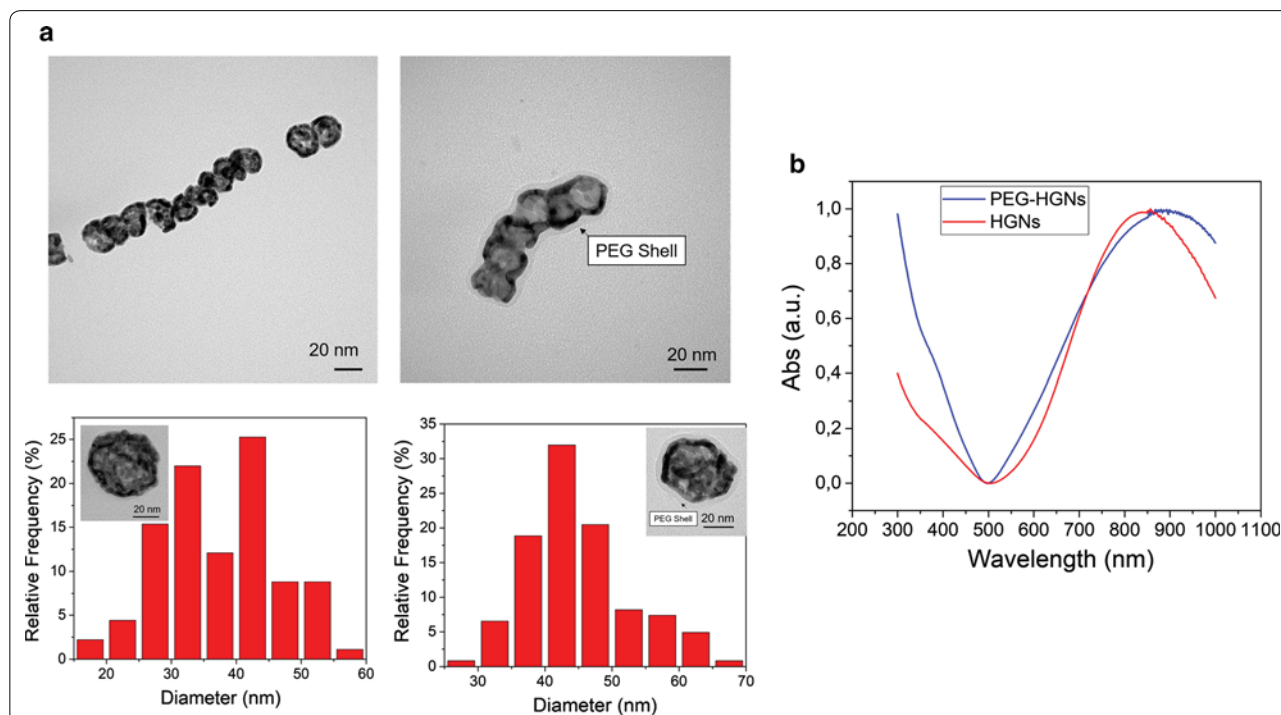 a
20 nm
PEG Shell
20 nm
Relative Frequency (%)
25
20
15
10
5
0
20 nm
20 30 40 50 60
Diameter (nm)
Relative Frequency (%)
35
30
25
20
15
10
5
0
PEG Shell
20 nm
30 40 50 60 70
Diameter (nm)
b
PEG-HGNs
HGNs
Abs (a.u.)
1,0
0,8
0,6
0,4
0,2
0,0
200 300 400 500 600 700 800 900 1000 1100
Wavelength (nm)